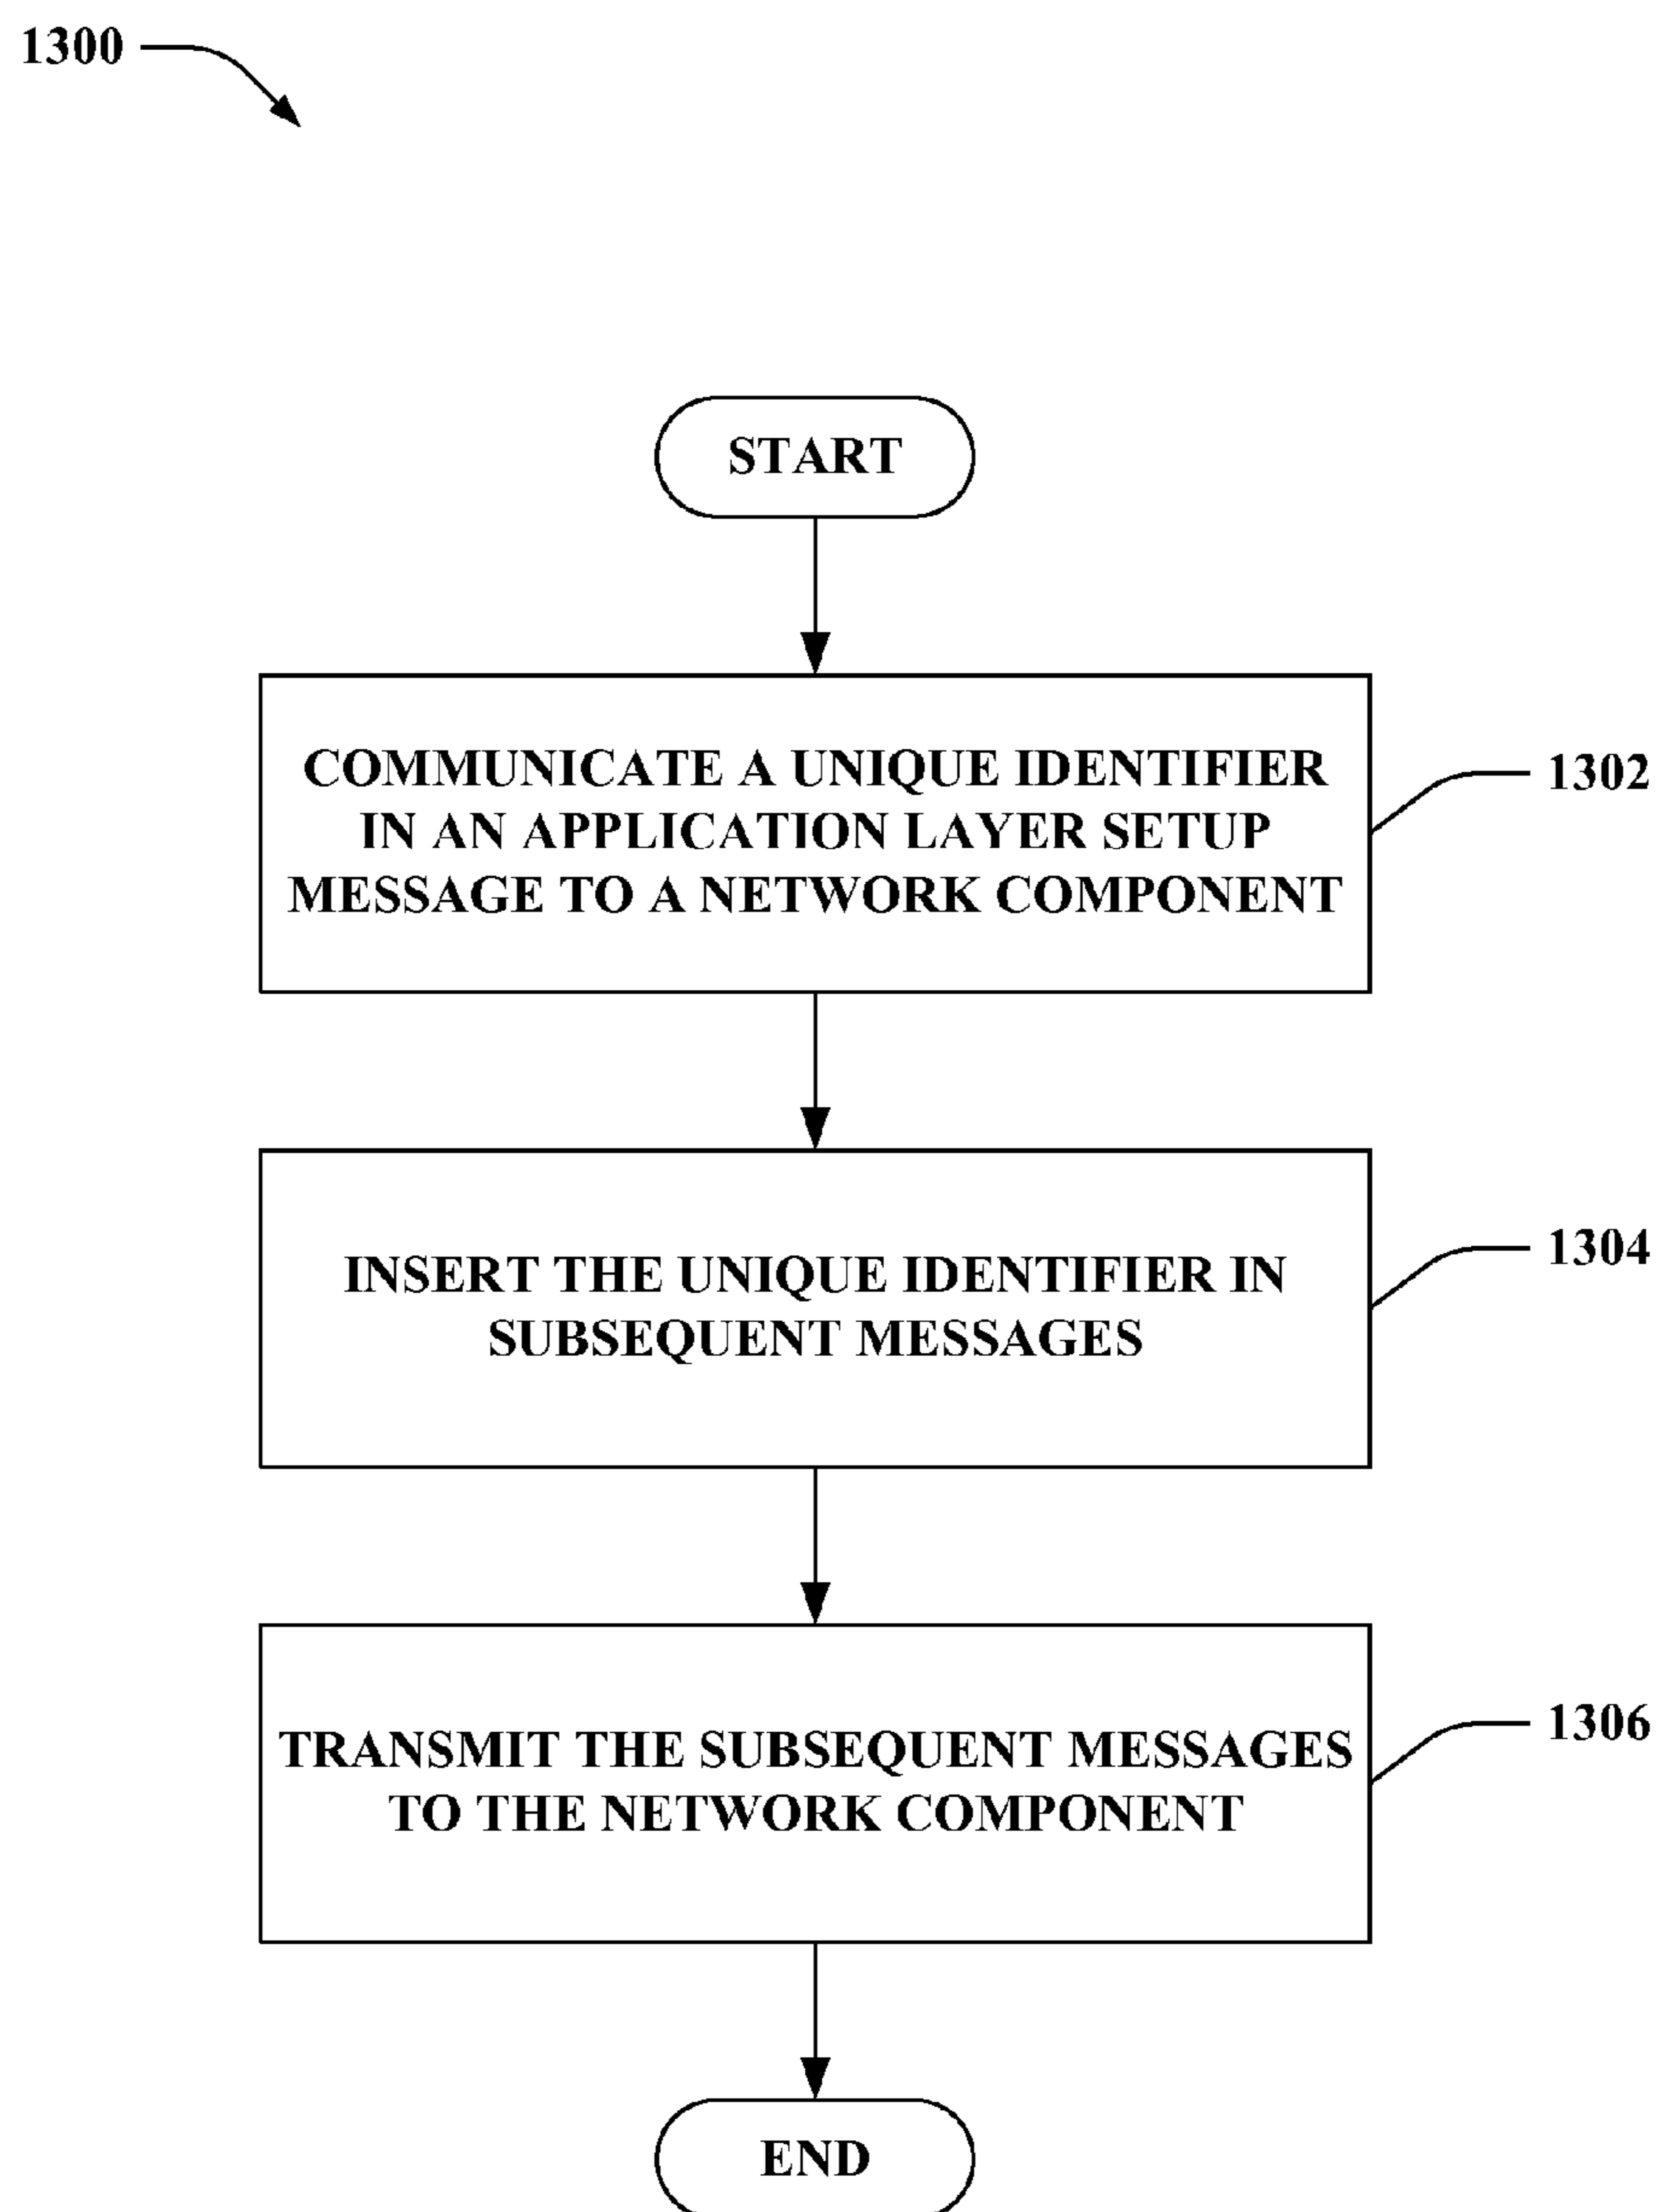 1300
START
COMMUNICATE A UNIQUE IDENTIFIER
IN AN APPLICATION LAYER SETUP
MESSAGE TO A NETWORK COMPONENT
1302
INSERT THE UNIQUE IDENTIFIER IN
SUBSEQUENT MESSAGES
1304
TRANSMIT THE SUBSEQUENT MESSAGES
TO THE NETWORK COMPONENT
1306
END